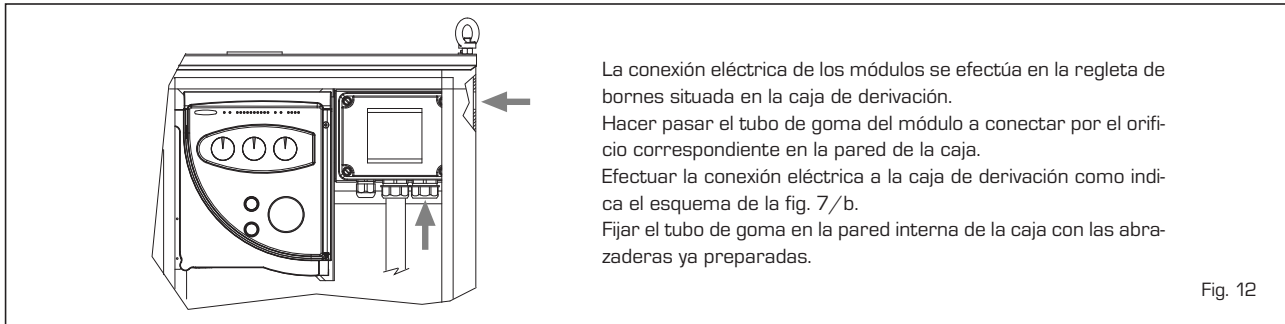 La conexión eléctrica de los módulos se efectúa en la regleta de
bornes situada en la caja de derivación.
Hacer pasar el tubo de goma del módulo a conectar por el orifi-
cio correspondiente en la pared de la caja.
Efectuar la conexión eléctrica a la caja de derivación como indi-
ca el esquema de la fig. 7/b.
Fijar el tubo de goma en la pared interna de la caja con las abra-
zaderas ya preparadas.
Fig. 12